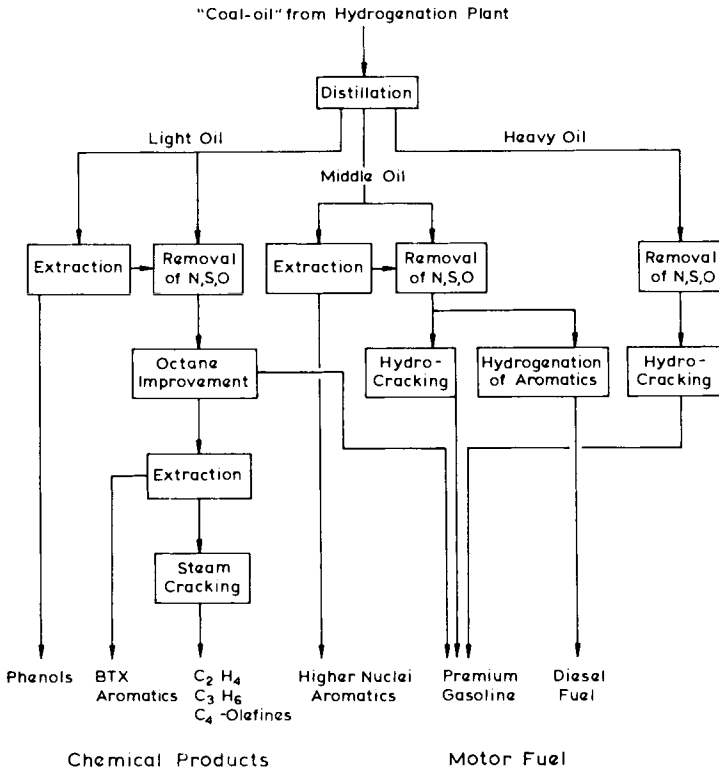 "Coal-oil" from Hydrogenation Plant
Distillation
Light Oil
Heavy Oil
Middle Oil
Extraction
Removal
of N,S,O
Extraction
Removal
of N,S,O
Removal
of N,S,O
Octane
Improvement
Hydro-
Cracking
Hydrogenation
of Aromatics
Hydro-
Cracking
Extraction
Steam
Cracking
Phenols
BTX
Aromatics
C₂ H₄
C₃ H₆
C₄ -Olefines
Higher Nuclei
Aromatics
Premium
Gasoline
Diesel
Fuel
Chemical Products
Motor Fuel